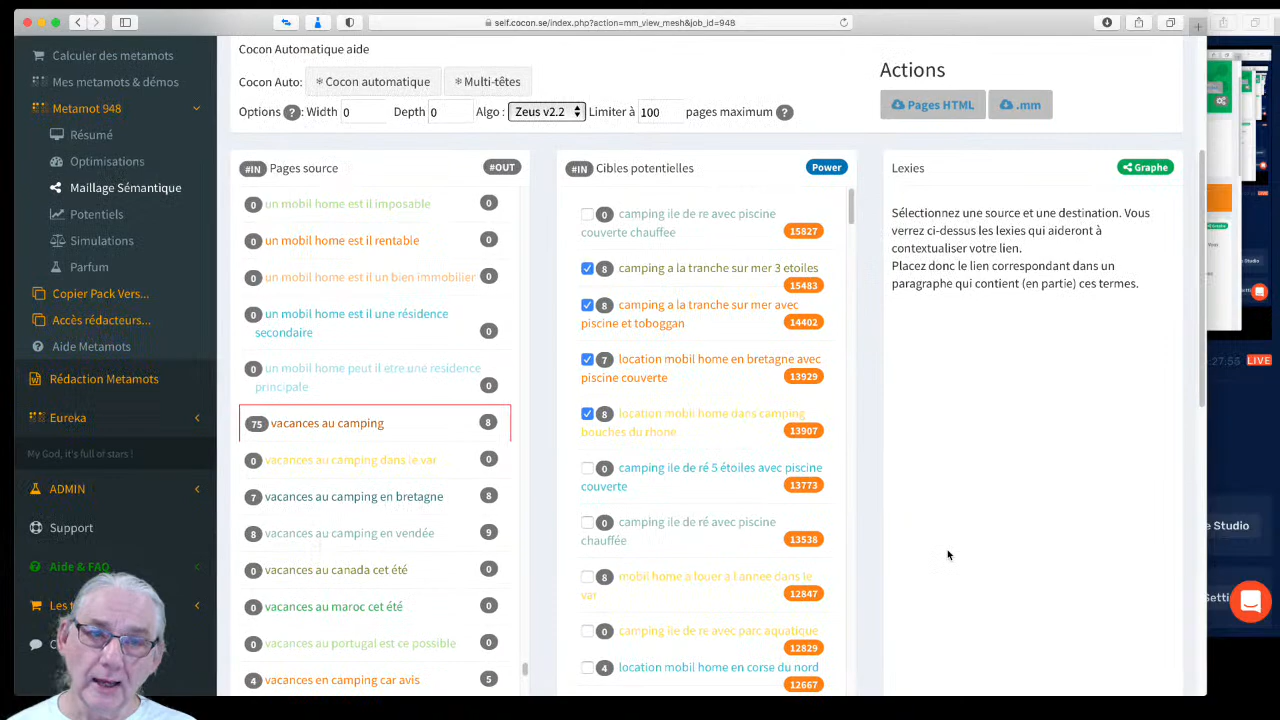 self.cocon.se/index.php?action=mm_view_mesh&job_id=948
Calculer des metamots
Mes metamots & démos
Metamot 948
Résumé
Optimisations
Maillage Sémantique
Potentiels
Simulations
Parfum
Copier Pack Vers...
Accès rédacteurs...
Aide Metamots
Rédaction Metamots
Eureka
My God, it's full of stars !
ADMIN
Support
Aide & FAQ
Les
C
Cocon Automatique aide
Cocon Auto: * Cocon automatique * Multi-têtes
Options ? : Width 0 Depth 0 Algo : Zeus v2.2 Limiter à 100 pages maximum ?
Actions
Pages HTML .mm
#IN Pages source #OUT
0 un mobil home est il imposable 0
0 un mobil home est il rentable 0
0 un mobil home est il un bien immobilier 0
0 un mobil home est il une résidence
secondaire 0
0 un mobil home peut il etre une residence
principale 0
75 vacances au camping 8
0 vacances au camping dans le var 0
7 vacances au camping en bretagne 8
8 vacances au camping en vendée 9
0 vacances au canada cet été 0
0 vacances au maroc cet été 0
0 vacances au portugal est ce possible 0
4 vacances en camping car avis 5
#IN Cibles potentielles Power
0 camping ile de re avec piscine
couverte chauffee 15827
8 camping a la tranche sur mer 3 etoiles
15483
8 camping a la tranche sur mer avec
piscine et toboggan 14402
7 location mobil home en bretagne avec
piscine couverte 13929
8 location mobil home dans camping
bouches du rhone 13907
0 camping ile de ré 5 étoiles avec piscine
couverte 13773
0 camping ile de ré avec piscine
chauffée 13538
8 mobil home a louer a l annee dans le
var 12847
0 camping ile de re avec parc aquatique
12829
4 location mobil home en corse du nord
12667
Lexies Graphe
Sélectionnez une source et une destination. Vous
verrez ci-dessus les lexies qui aideront à
contextualiser votre lien.
Placez donc le lien correspondant dans un
paragraphe qui contient (en partie) ces termes.
:27:55 LIVE
e Studio
Setti